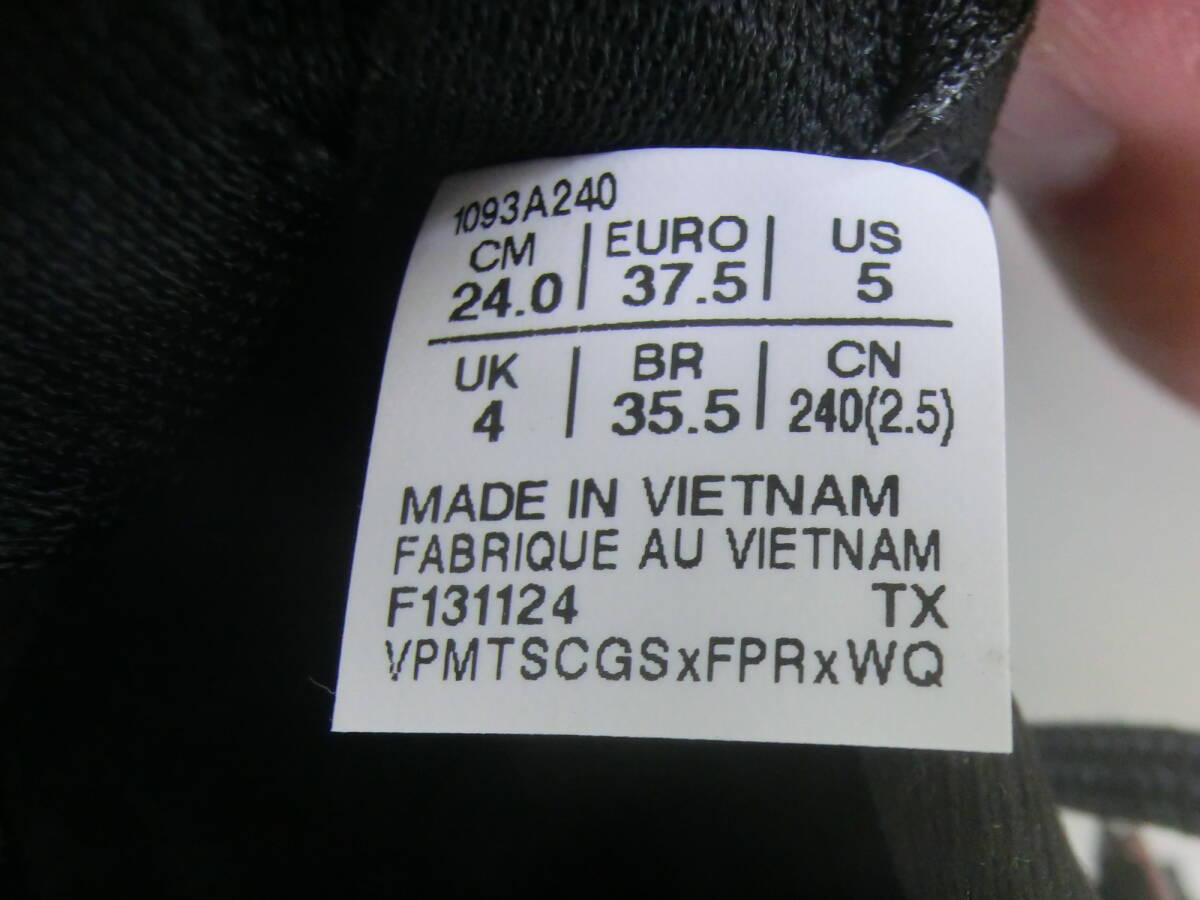 1093A240
CM | EURO | US
24.0 | 37.5 | 5
UK | BR | CN
4 | 35.5 | 240(2.5)
MADE IN VIETNAM
FABRIQUE AU VIETNAM
F131124 TX
VPMTSCGSxFPRxWQ